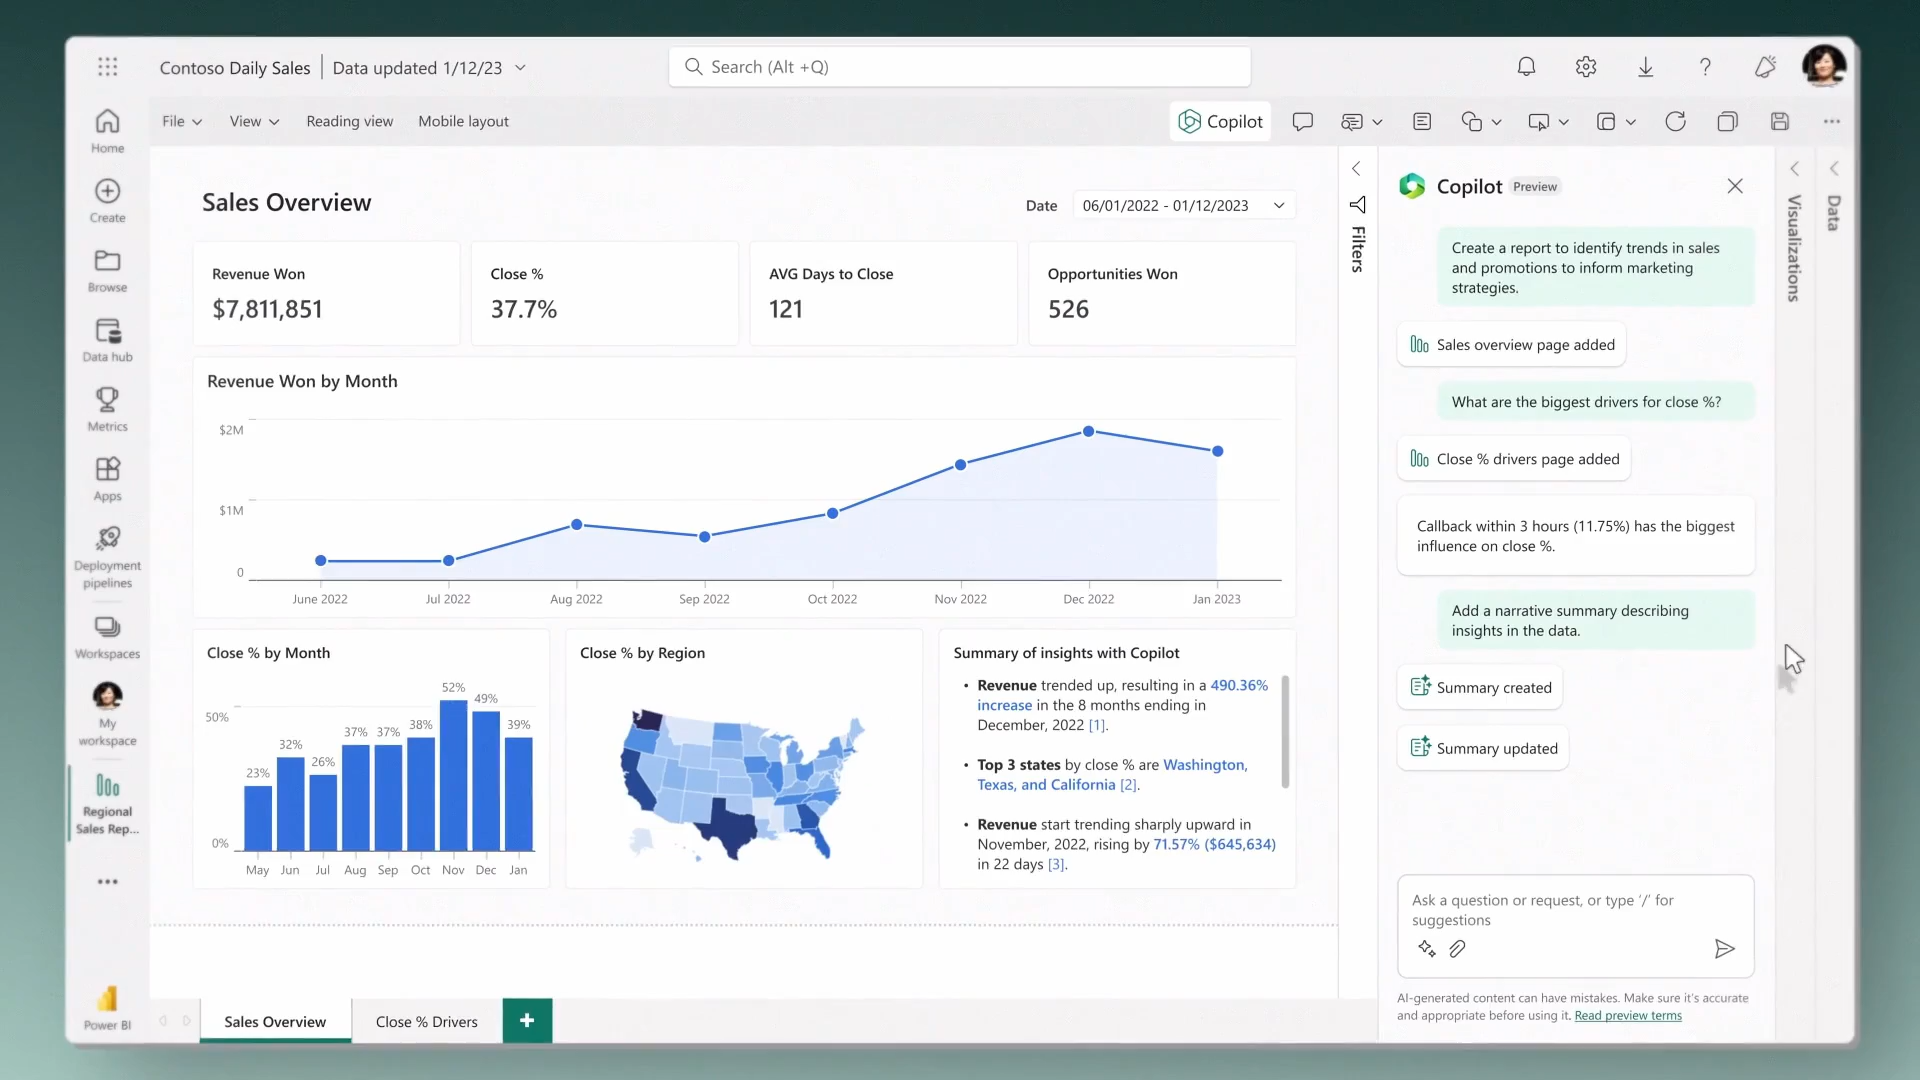 Contoso Daily Sales
Data updated 1/12/23
Search (Alt +Q)
Home
Create
Browse
Data hub
Metrics
Apps
Deployment
pipelines
Workspaces
My
workspace
Regional
Sales Rep...
Power BI
File
View
Reading view
Mobile layout
Copilot
Sales Overview
Date
06/01/2022 - 01/12/2023
Revenue Won
$7,811,851
Close %
37.7%
AVG Days to Close
121
Opportunities Won
526
Revenue Won by Month
$2M
$1M
0
June 2022
Jul 2022
Aug 2022
Sep 2022
Oct 2022
Nov 2022
Dec 2022
Jan 2023
Close % by Month
50%
0%
23%
32%
26%
37%
37%
38%
52%
49%
39%
May
Jun
Jul
Aug
Sep
Oct
Nov
Dec
Jan
Close % by Region
Summary of insights with Copilot
• Revenue trended up, resulting in a 490.36%
increase in the 8 months ending in
December, 2022 [1].
• Top 3 states by close % are Washington,
Texas, and California [2].
• Revenue start trending sharply upward in
November, 2022, rising by 71.57% ($645,634)
in 22 days [3].
Sales Overview
Close % Drivers
+
Filters
Copilot
Preview
Create a report to identify trends in sales
and promotions to inform marketing
strategies.
Sales overview page added
What are the biggest drivers for close %?
Close % drivers page added
Callback within 3 hours (11.75%) has the biggest
influence on close %.
Add a narrative summary describing
insights in the data.
Summary created
Summary updated
Ask a question or request, or type '/' for
suggestions
AI-generated content can have mistakes. Make sure it's accurate
and appropriate before using it. Read preview terms
Visualizations
Data